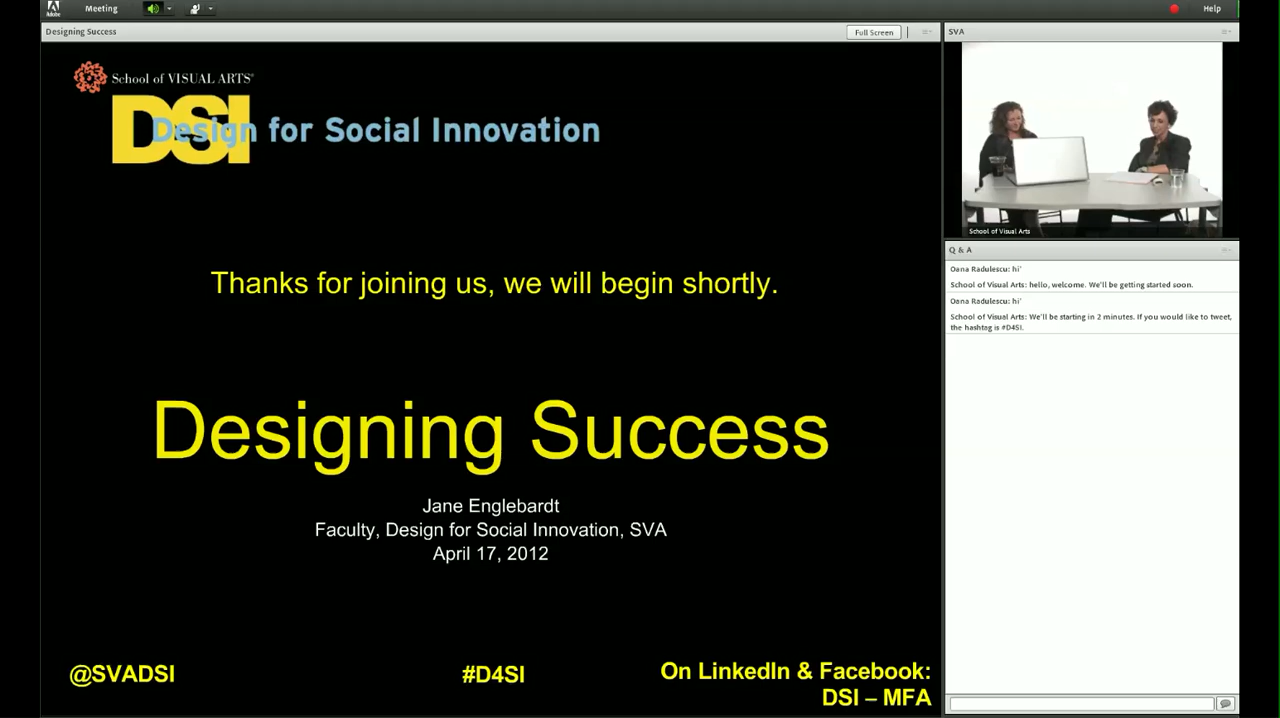 Meeting
Help
Designing Success
Full Screen
School of VISUAL ARTS®
DSI
Design for Social Innovation
Thanks for joining us, we will begin shortly.
Designing Success
Jane Englebardt
Faculty, Design for Social Innovation, SVA
April 17, 2012
@SVADSI
#D4SI
On LinkedIn & Facebook:
DSI – MFA
SVA
School of Visual Arts
Q & A
Oana Radulescu: hi'
School of Visual Arts: hello, welcome. We'll be getting started soon.
Oana Radulescu: hi'
School of Visual Arts: We'll be starting in 2 minutes. If you would like to tweet,
the hashtag is #D4SI.